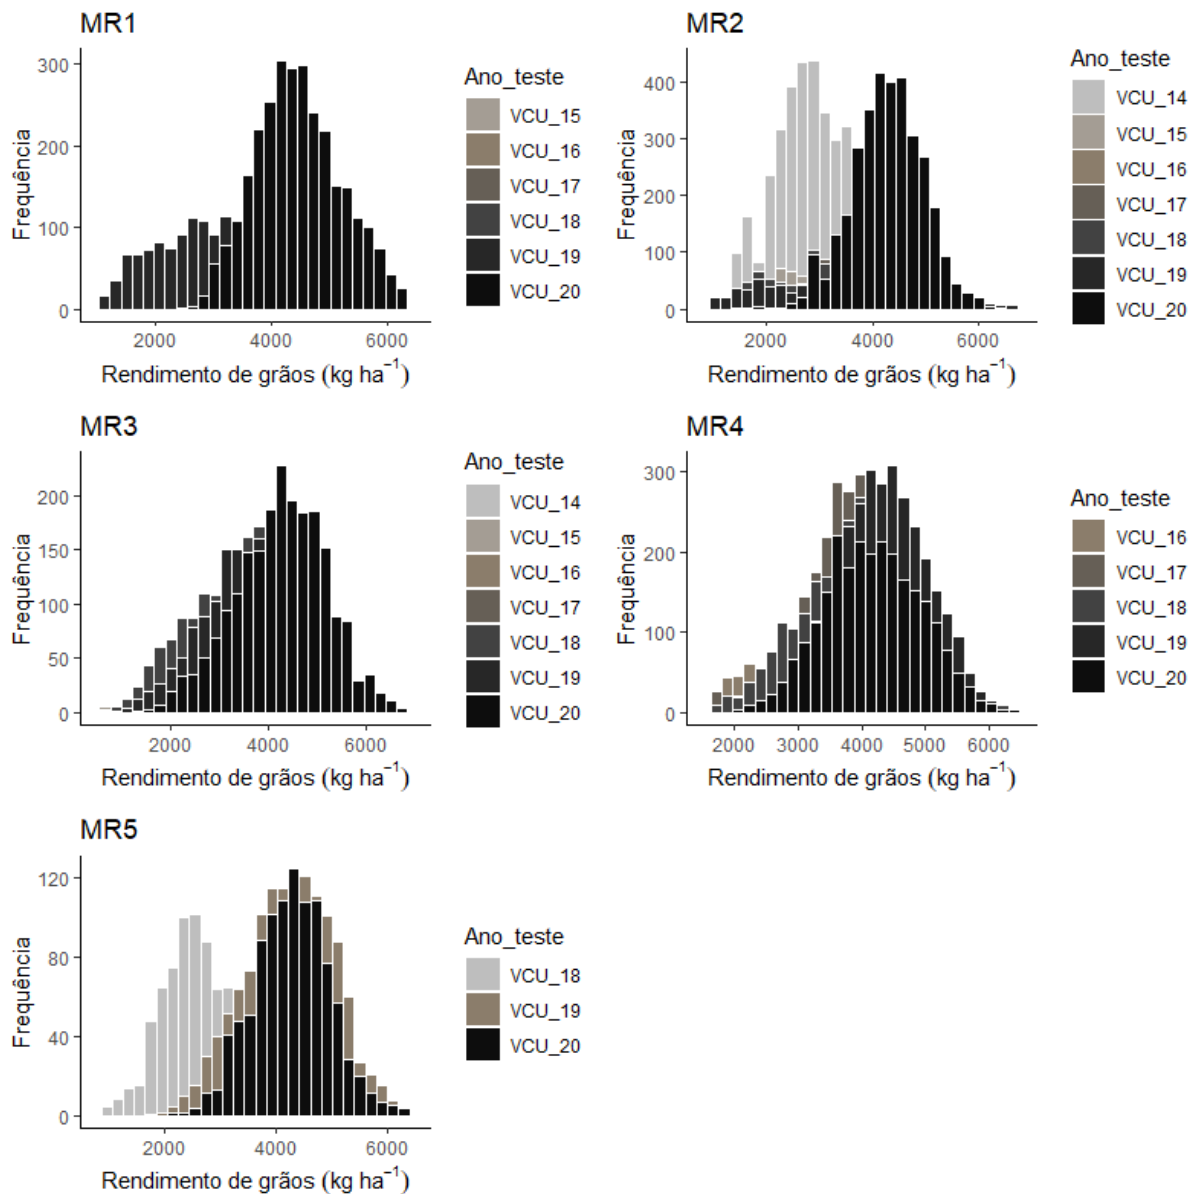 MR1
Frequência
300
200
100
0
2000 4000 6000
Rendimento de grãos (kg ha⁻¹)
Ano_teste
VCU_15
VCU_16
VCU_17
VCU_18
VCU_19
VCU_20
MR2
Frequência
400
300
200
100
0
2000 4000 6000
Rendimento de grãos (kg ha⁻¹)
Ano_teste
VCU_14
VCU_15
VCU_16
VCU_17
VCU_18
VCU_19
VCU_20
MR3
Frequência
200
150
100
50
0
2000 4000 6000
Rendimento de grãos (kg ha⁻¹)
Ano_teste
VCU_14
VCU_15
VCU_16
VCU_17
VCU_18
VCU_19
VCU_20
MR4
Frequência
300
200
100
0
2000 3000 4000 5000 6000
Rendimento de grãos (kg ha⁻¹)
Ano_teste
VCU_16
VCU_17
VCU_18
VCU_19
VCU_20
MR5
Frequência
120
80
40
0
2000 4000 6000
Rendimento de grãos (kg ha⁻¹)
Ano_teste
VCU_18
VCU_19
VCU_20